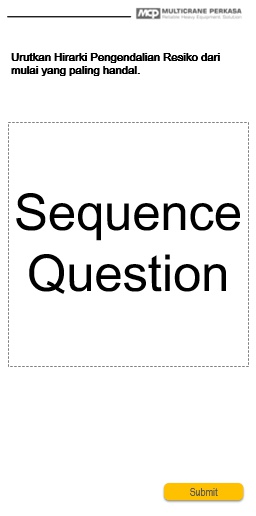 MCP MULTICRANE PERKASA
Reliable Heavy Equipment Solution
Urutkan Hirarki Pengendalian Resiko dari
mulai yang paling handal.
Sequence
Question
Submit